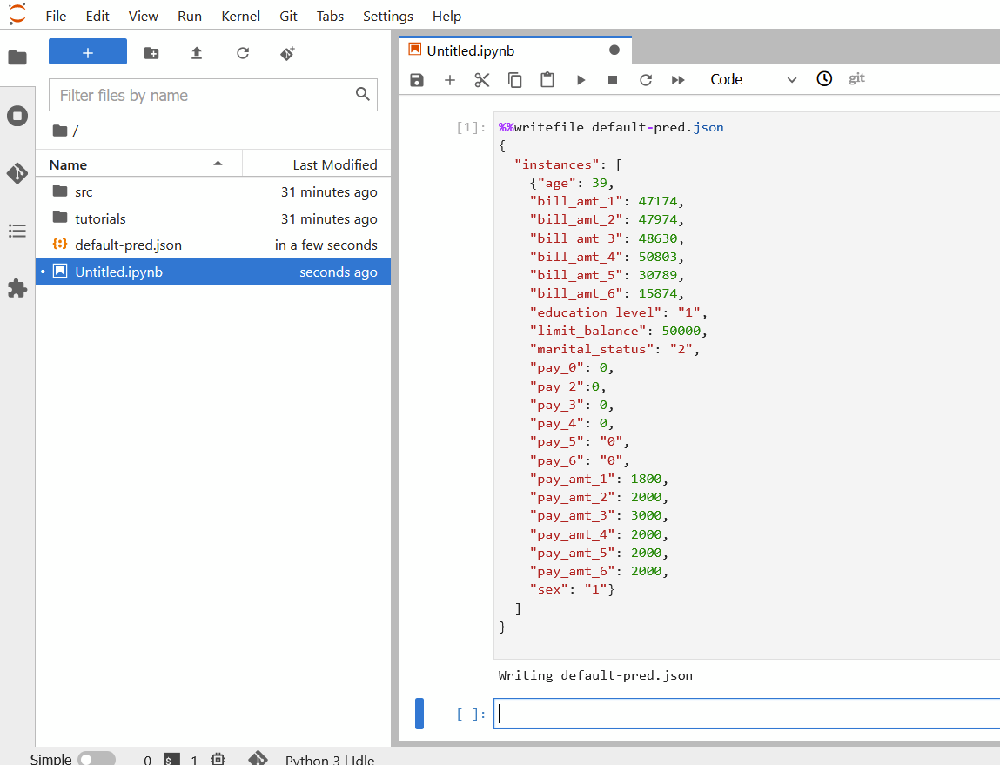 File Edit View Run Kernel Git Tabs Settings Help
+
Filter files by name
/
Name Last Modified
src 31 minutes ago
tutorials 31 minutes ago
default-pred.json in a few seconds
Untitled.ipynb seconds ago
Untitled.ipynb
Code git
[1]: %%writefile default-pred.json
{
"instances": [
{"age": 39,
"bill_amt_1": 47174,
"bill_amt_2": 47974,
"bill_amt_3": 48630,
"bill_amt_4": 50803,
"bill_amt_5": 30789,
"bill_amt_6": 15874,
"education_level": "1",
"limit_balance": 50000,
"marital_status": "2",
"pay_0": 0,
"pay_2":0,
"pay_3": 0,
"pay_4": 0,
"pay_5": "0",
"pay_6": "0",
"pay_amt_1": 1800,
"pay_amt_2": 2000,
"pay_amt_3": 3000,
"pay_amt_4": 2000,
"pay_amt_5": 2000,
"pay_amt_6": 2000,
"sex": "1"}
]
}
Writing default-pred.json
[ ]:
Simple 0 $_ 1 Python 3 | Idle